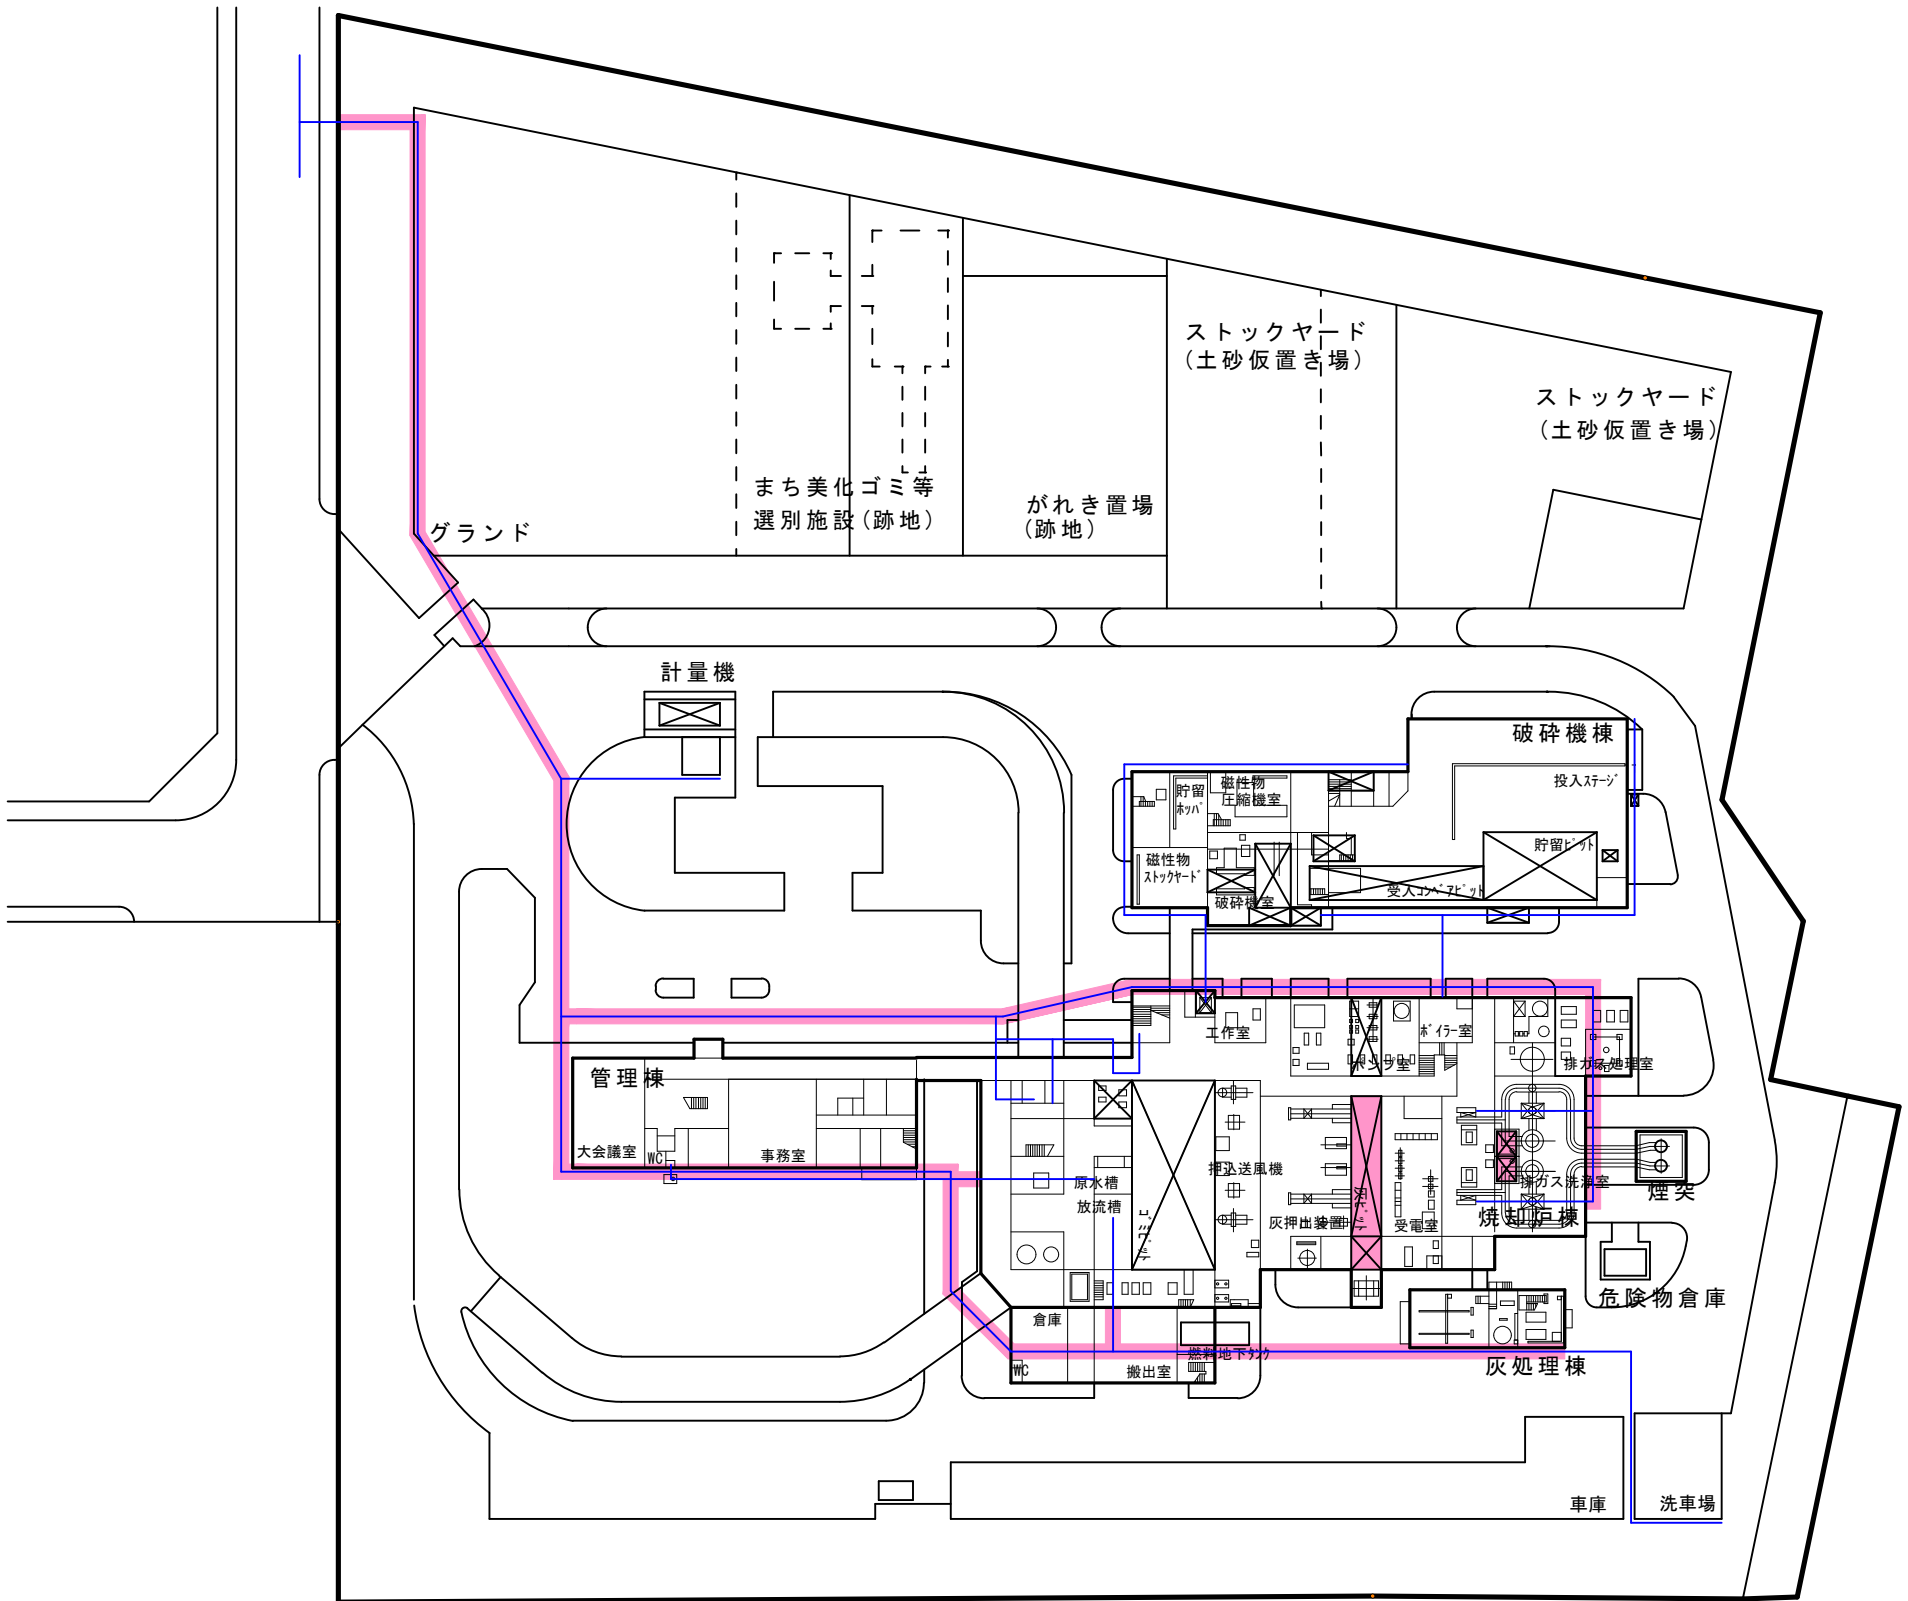 ストックヤード
(土砂仮置き場)
ストックヤード
(土砂仮置き場)
まち美化ゴミ等
選別施設(跡地)
がれき置場
(跡地)
グランド
計量機
破砕機棟
投入ステージ
貯留
ホッパ
磁性物
圧縮機室
貯留ピット
磁性物
ストックヤード
受入コンベアピット
破砕機室
工作室
ポンプ室
ボイラー室
排ガス処理室
管理棟
大会議室
WC
事務室
原水槽
放流槽
ゴミピット
押込送風機
灰押出装置
灰ピット
受電室
排ガス洗浄室
焼却炉棟
煙突
危険物倉庫
倉庫
WC
搬出室
燃料地下タンク
灰処理棟
車庫
洗車場